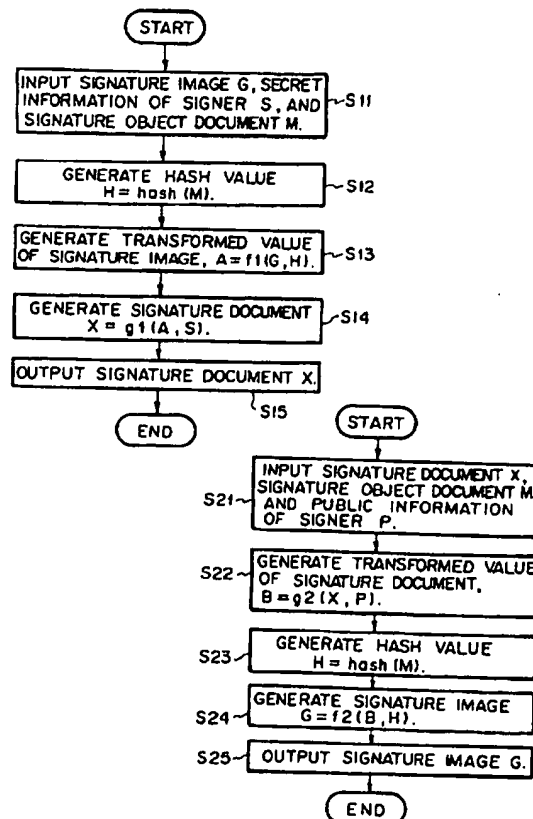 START
INPUT SIGNATURE IMAGE G, SECRET
INFORMATION OF SIGNER S, AND
SIGNATURE OBJECT DOCUMENT M.
S11
GENERATE HASH VALUE
H = hash (M).
S12
GENERATE TRANSFORMED VALUE
OF SIGNATURE IMAGE, A = f1(G,H).
S13
GENERATE SIGNATURE DOCUMENT
X = g1(A,S).
S14
OUTPUT SIGNATURE DOCUMENT X.
S15
END
START
INPUT SIGNATURE DOCUMENT X,
SIGNATURE OBJECT DOCUMENT M
AND PUBLIC INFORMATION
OF SIGNER P.
S21
GENERATE TRANSFORMED VALUE
OF SIGNATURE DOCUMENT,
B = g2(X,P).
S22
GENERATE HASH VALUE
H = hash (M).
S23
GENERATE SIGNATURE IMAGE
G = f2(B,H).
S24
OUTPUT SIGNATURE IMAGE G.
S25
END